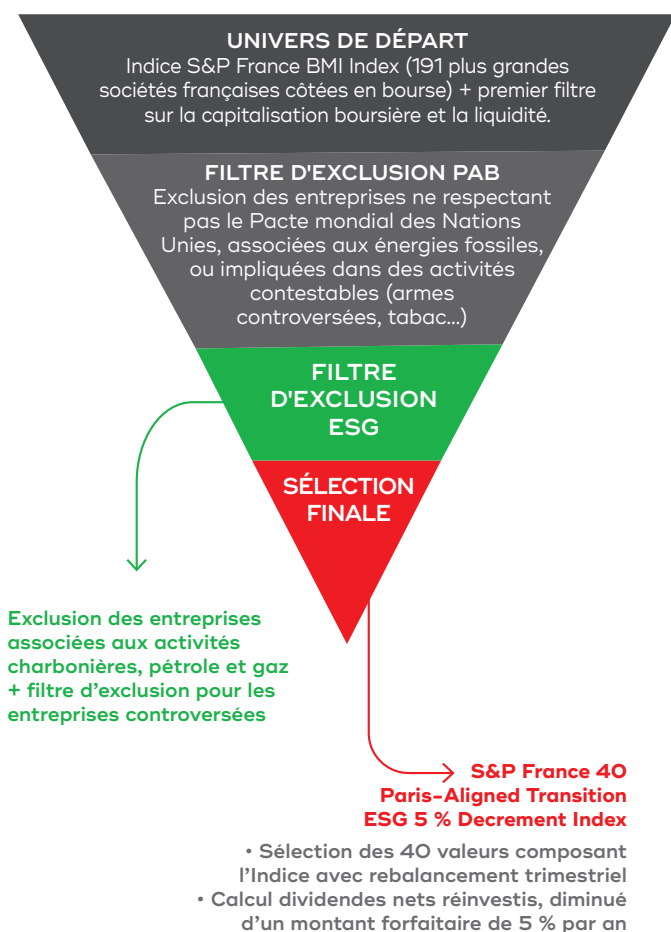 UNIVERS DE DÉPART
Indice S&P France BMI Index (191 plus grandes
sociétés françaises côtées en bourse) + premier filtre
sur la capitalisation boursière et la liquidité.
FILTRE D'EXCLUSION PAB
Exclusion des entreprises ne respectant
pas le Pacte mondial des Nations
Unies, associées aux énergies fossiles,
ou impliquées dans des activités
contestables (armes
controversées, tabac...)
FILTRE
D'EXCLUSION
ESG
SÉLECTION
FINALE
Exclusion des entreprises
associées aux activités
charbonières, pétrole et gaz
+ filtre d’exclusion pour les
entreprises controversées
S&P France 40
Paris-Aligned Transition
ESG 5 % Decrement Index
• Sélection des 40 valeurs composant
l’Indice avec rebalancement trimestriel
• Calcul dividendes nets réinvestis, diminué
d’un montant forfaitaire de 5 % par an